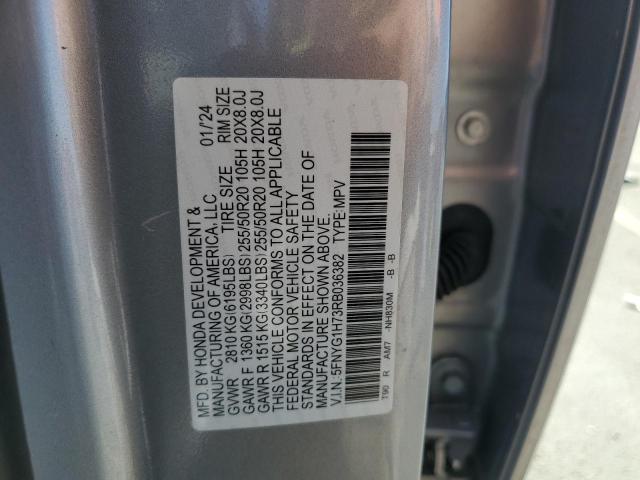 MFD. BY HONDA DEVELOPMENT &
MANUFACTURING OF AMERICA, LLC 01/'24
GVWR 2810 KG(6195LBS) TIRE SIZE RIM SIZE
GAWR F 1360 KG(2998LBS) 255/50R20 105H 20X8.0J
GAWR R 1515 KG(3340LBS) 255/50R20 105H 20X8.0J
THIS VEHICLE CONFORMS TO ALL APPLICABLE
FEDERAL MOTOR VEHICLE SAFETY
STANDARDS IN EFFECT ON THE DATE OF
MANUFACTURE SHOWN ABOVE.
V.I.N. 5FNYG1H73RB036382 TYPE:MPV
T90 R AM7 -NH830M -B -B